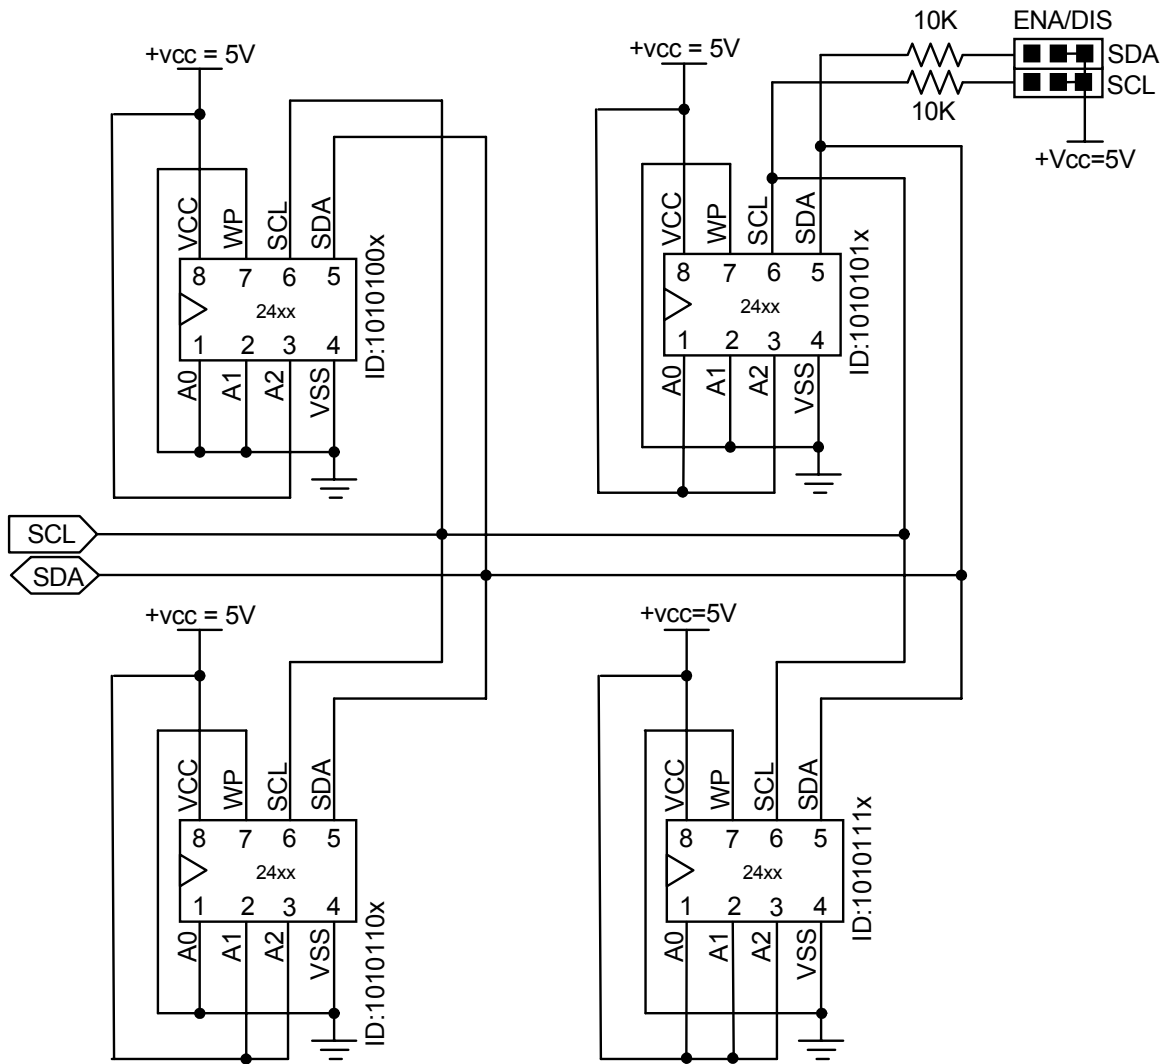 10K
ENA/DIS
SDA
SCL
10K
+Vcc=5V
+vcc = 5V
VCC
WP
SCL
SDA
8 7 6 5
24xx
1 2 3 4
A0
A1
A2
VSS
ID:1010100x
+vcc = 5V
VCC
WP
SCL
SDA
8 7 6 5
24xx
1 2 3 4
A0
A1
A2
VSS
ID:1010101x
SCL
SDA
+vcc = 5V
VCC
WP
SCL
SDA
8 7 6 5
24xx
1 2 3 4
A0
A1
A2
VSS
ID:1010110x
+vcc=5V
VCC
WP
SCL
SDA
8 7 6 5
24xx
1 2 3 4
A0
A1
A2
VSS
ID:1010111x